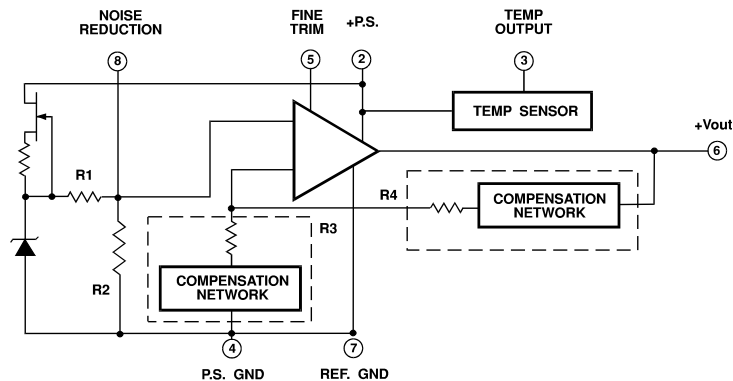 NOISE
REDUCTION
FINE
TRIM
+P.S.
TEMP
OUTPUT
8
5
2
3
TEMP SENSOR
+Vout
6
R1
R4
COMPENSATION
NETWORK
R3
R2
COMPENSATION
NETWORK
4
7
P.S. GND
REF. GND